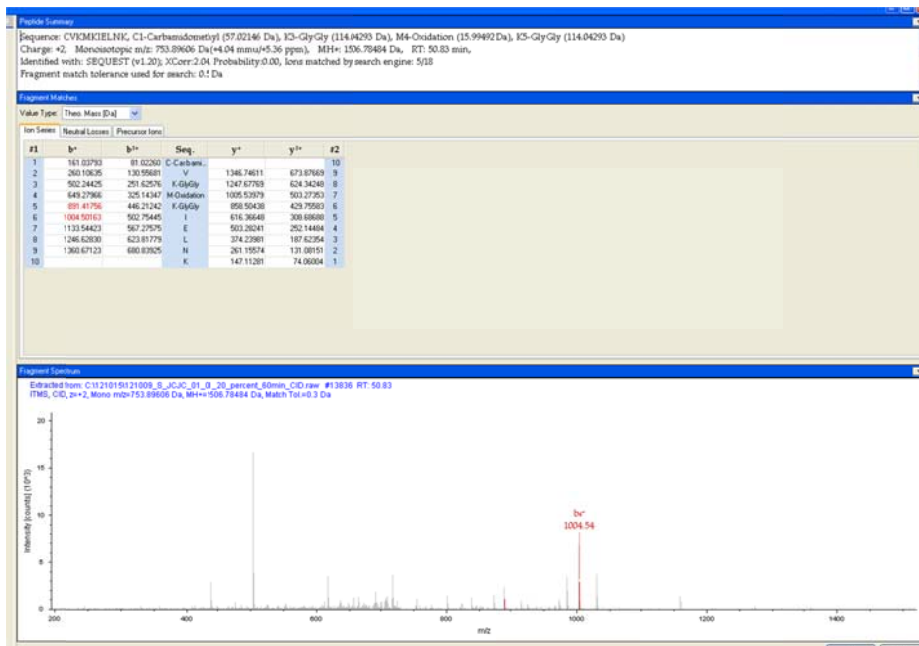 Peptide Summary
Sequence: CVKMKIELNK, C1-Carbamidometxyl (57.02146 Da), K3-GlyGly (114.04293 Da), M4-Oxidation (15.99492 Da), K5-GlyGly (114.04293 Da)
Charge: +2, Monoisotopic m/z: 753.89606 Da(+4.04 mmu/+5.36 ppm), MH+: 1506.78484 Da, RT: 50.83 min,
Identified with: SEQUEST (v1.20); XCorr:2.04 Probability:0.00, Ions matched by search engine: 5/18
Fragment match tolerance used for search: 0.5 Da
Fragment Matches
Value Type: Theo. Mass [Da]
Ion Series Neutral Losses Precursor Ions
#1 b⁺ b²⁺ Seq. y⁺ y²⁺ #2
1 161.03793 81.02260 C-Carbami.. 10
2 260.10635 130.55681 V 1346.74611 673.87669 9
3 502.24425 251.62576 K-GlyGly 1247.67769 624.34248 8
4 649.27966 325.14347 M-Oxidation 1005.53979 503.27353 7
5 891.41756 446.21242 K-GlyGly 858.50438 429.75583 6
6 1004.50163 502.75445 I 616.36648 308.68688 5
7 1133.54423 567.27575 E 503.28241 252.14484 4
8 1246.62830 623.81779 L 374.23981 187.62354 3
9 1360.67123 680.83925 N 261.15574 131.08151 2
10 K 147.11281 74.06004 1
Fragment Spectrum
Extracted from: RT: 50.83
ITMS, CID, z=+2, Mono m/z=753.89606 Da, MH+=1506.78484 Da, Match Tol.=0.3 Da
20
15
10
5
0
Intensity [counts] (10^3)
1004.54
200 400 600 800 1000 1200 1400
m/z